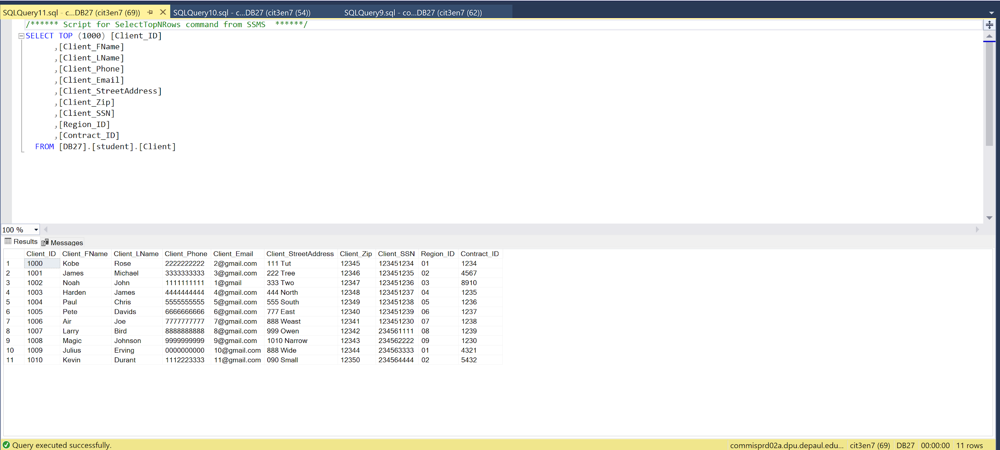 SQLQuery11.sql - c...DB27 (cit3en7 (69)) SQLQuery10.sql - c...DB27 (cit3en7 (54)) SQLQuery9.sql - co...DB27 (cit3en7 (62))
/****** Script for SelectTopNRows command from SSMS ******/
SELECT TOP (1000) [Client_ID]
,[Client_FName]
,[Client_LName]
,[Client_Phone]
,[Client_Email]
,[Client_StreetAddress]
,[Client_Zip]
,[Client_SSN]
,[Region_ID]
,[Contract_ID]
FROM [DB27].[student].[Client]
100 %
Results Messages
Client_ID Client_FName Client_LName Client_Phone Client_Email Client_StreetAddress Client_Zip Client_SSN Region_ID Contract_ID
1 1000 Kobe Rose 2222222222 2@gmail.com 111 Tut 12345 123451234 01 1234
2 1001 James Michael 3333333333 3@gmail.com 222 Tree 12346 123451235 02 4567
3 1002 Noah John 1111111111 1@gmail 333 Two 12347 123451236 03 8910
4 1003 Harden James 4444444444 4@gmail.com 444 North 12348 123451237 04 1235
5 1004 Paul Chris 5555555555 5@gmail.com 555 South 12349 123451238 05 1236
6 1005 Pete Davids 6666666666 6@gmail.com 777 East 12340 123451239 06 1237
7 1006 Air Joe 7777777777 7@gmail.com 888 Weast 12341 123451230 07 1238
8 1007 Larry Bird 8888888888 8@gmail.com 999 Owen 12342 234561111 08 1239
9 1008 Magic Johnson 9999999999 9@gmail.com 1010 Narrow 12343 234562222 09 1230
10 1009 Julius Erving 0000000000 10@gmail.com 888 Wide 12344 234563333 01 4321
11 1010 Kevin Durant 1112223333 11@gmail.com 090 Small 12350 234564444 02 5432
Query executed successfully. commisprd02a.dpu.depaul.edu... cit3en7 (69) DB27 00:00:00 11 rows